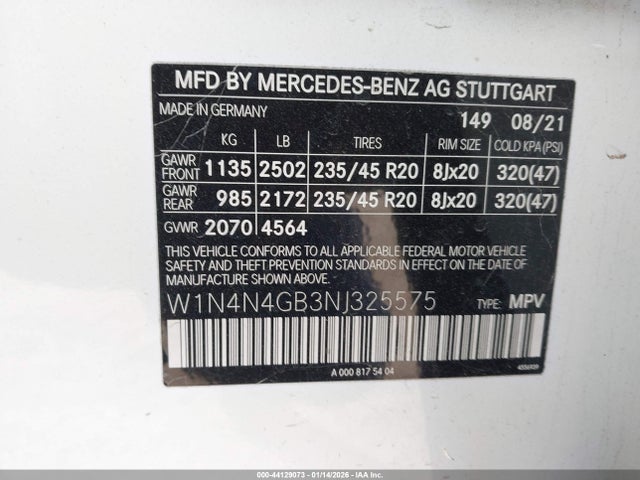 MFD BY MERCEDES-BENZ AG STUTTGART
MADE IN GERMANY
149 08/21
KG LB TIRES RIM SIZE COLD KPA(PSI)
GAWR FRONT 1135 2502 235/45 R20 8Jx20 320(47)
GAWR REAR 985 2172 235/45 R20 8Jx20 320(47)
GVWR 2070 4564
THIS VEHICLE CONFORMS TO ALL APPLICABLE FEDERAL MOTOR VEHICLE
SAFETY AND THEFT PREVENTION STANDARDS IN EFFECT ON THE DATE OF
MANUFACTURE SHOWN ABOVE.
W1N4N4GB3NJ325575 TYPE: MPV
A 000 817 54 04
000-44129073 | 01/14/2026 - IAAI.COM